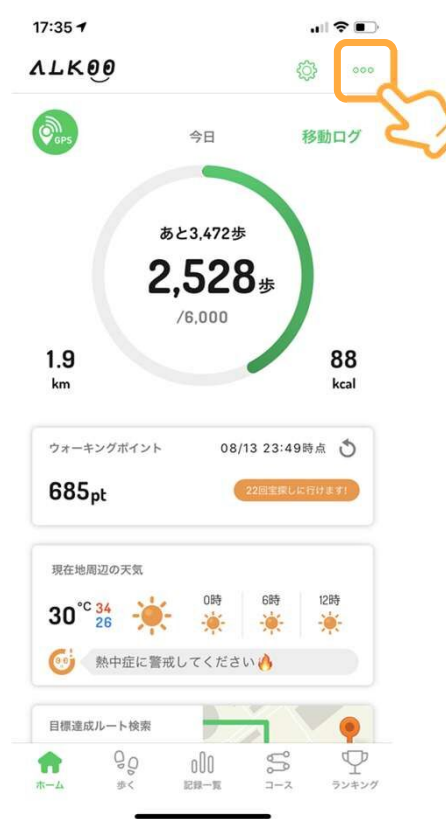 17:35
ALKOO
GPS
今日
移動ログ
あと3,472歩
2,528歩
/6,000
1.9
km
88
kcal
ウォーキングポイント
08/13 23:49時点
685pt
22回宝探しに行けます!
現在地周辺の天気
30℃ 34
26
0時
6時
12時
熱中症に警戒してください🔥
目標達成ルート検索
ホーム
歩く
記録一覧
コース
ランキング